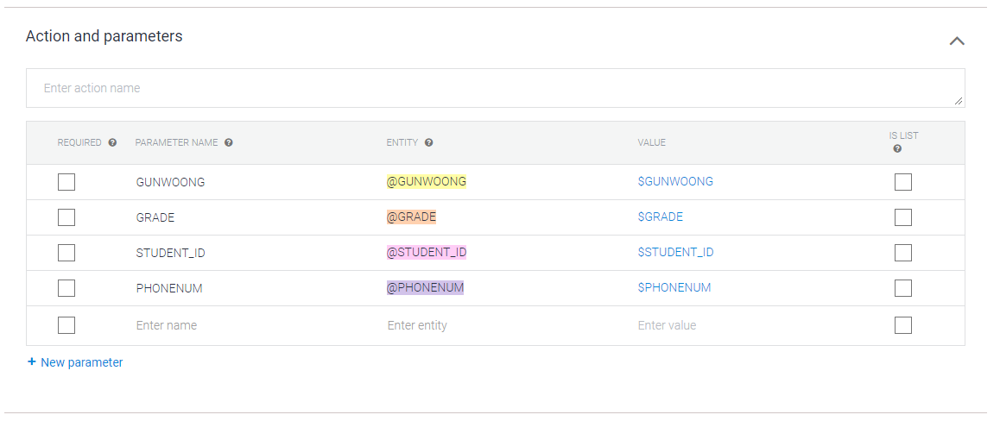 Action and parameters
Enter action name
REQUIRED PARAMETER NAME ENTITY VALUE IS LIST
GUNWOONG @GUNWOONG $GUNWOONG
GRADE @GRADE $GRADE
STUDENT_ID @STUDENT_ID $STUDENT_ID
PHONENUM @PHONENUM $PHONENUM
Enter name Enter entity Enter value
+ New parameter